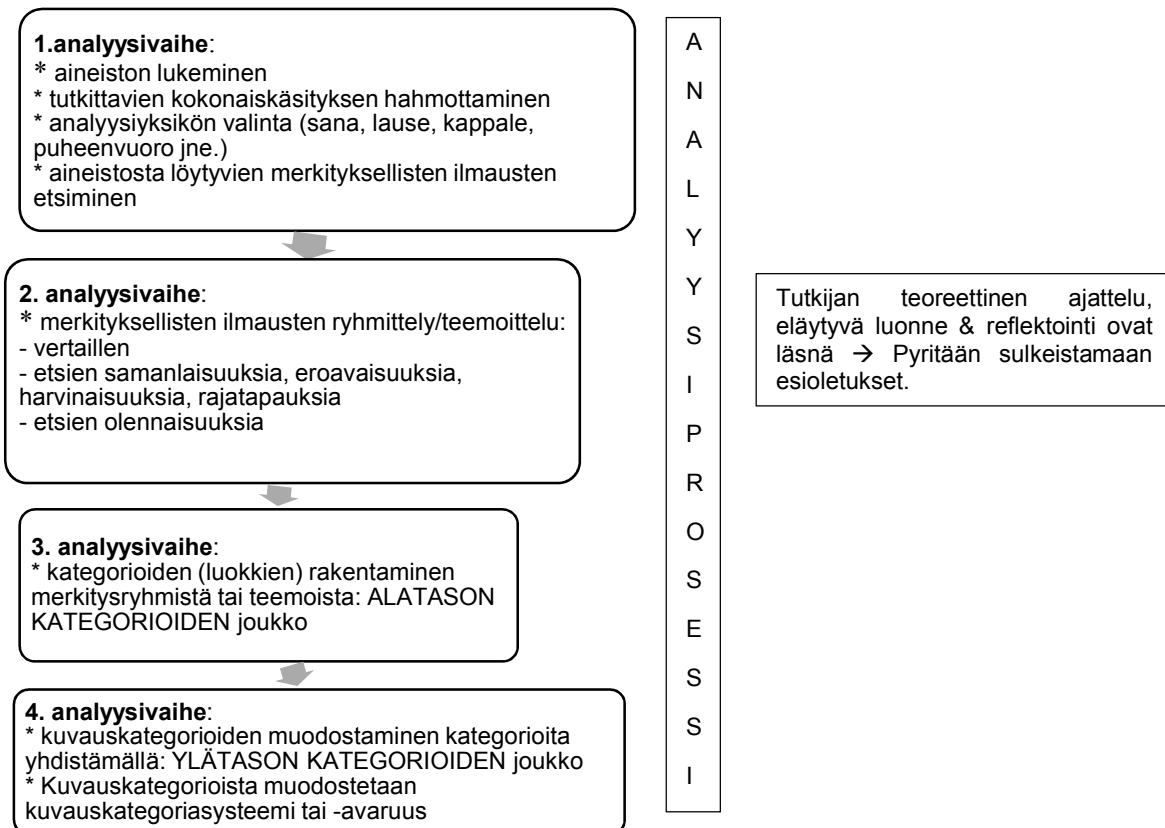 1.analyysivaihe:
* aineiston lukeminen
* tutkittavien kokonaiskäsityksen hahmottaminen
* analyysiyksikön valinta (sana, lause, kappale,
puheenvuoro jne.)
* aineistosta löytyvien merkityksellisten ilmausten
etsiminen
2. analyysivaihe:
* merkityksellisten ilmausten ryhmittely/teemoittelu:
- vertaillen
- etsien samanlaisuuksia, eroavaisuuksia,
harvinaisuuksia, rajatapauksia
- etsien olennaisuuksia
3. analyysivaihe:
* kategorioiden (luokkien) rakentaminen
merkitysryhmistä tai teemoista: ALATASON
KATEGORIOIDEN joukko
4. analyysivaihe:
* kuvauskategorioiden muodostaminen kategorioita
yhdistämällä: YLÄTASON KATEGORIOIDEN joukko
* Kuvauskategorioista muodostetaan
kuvauskategoriasysteemi tai -avaruus
A
N
A
L
Y
Y
S
I
P
R
O
S
E
S
S
I
Tutkijan teoreettinen ajattelu,
eläytyvä luonne & reflektointi ovat
läsnä → Pyritään sulkeistamaan
esioletukset.